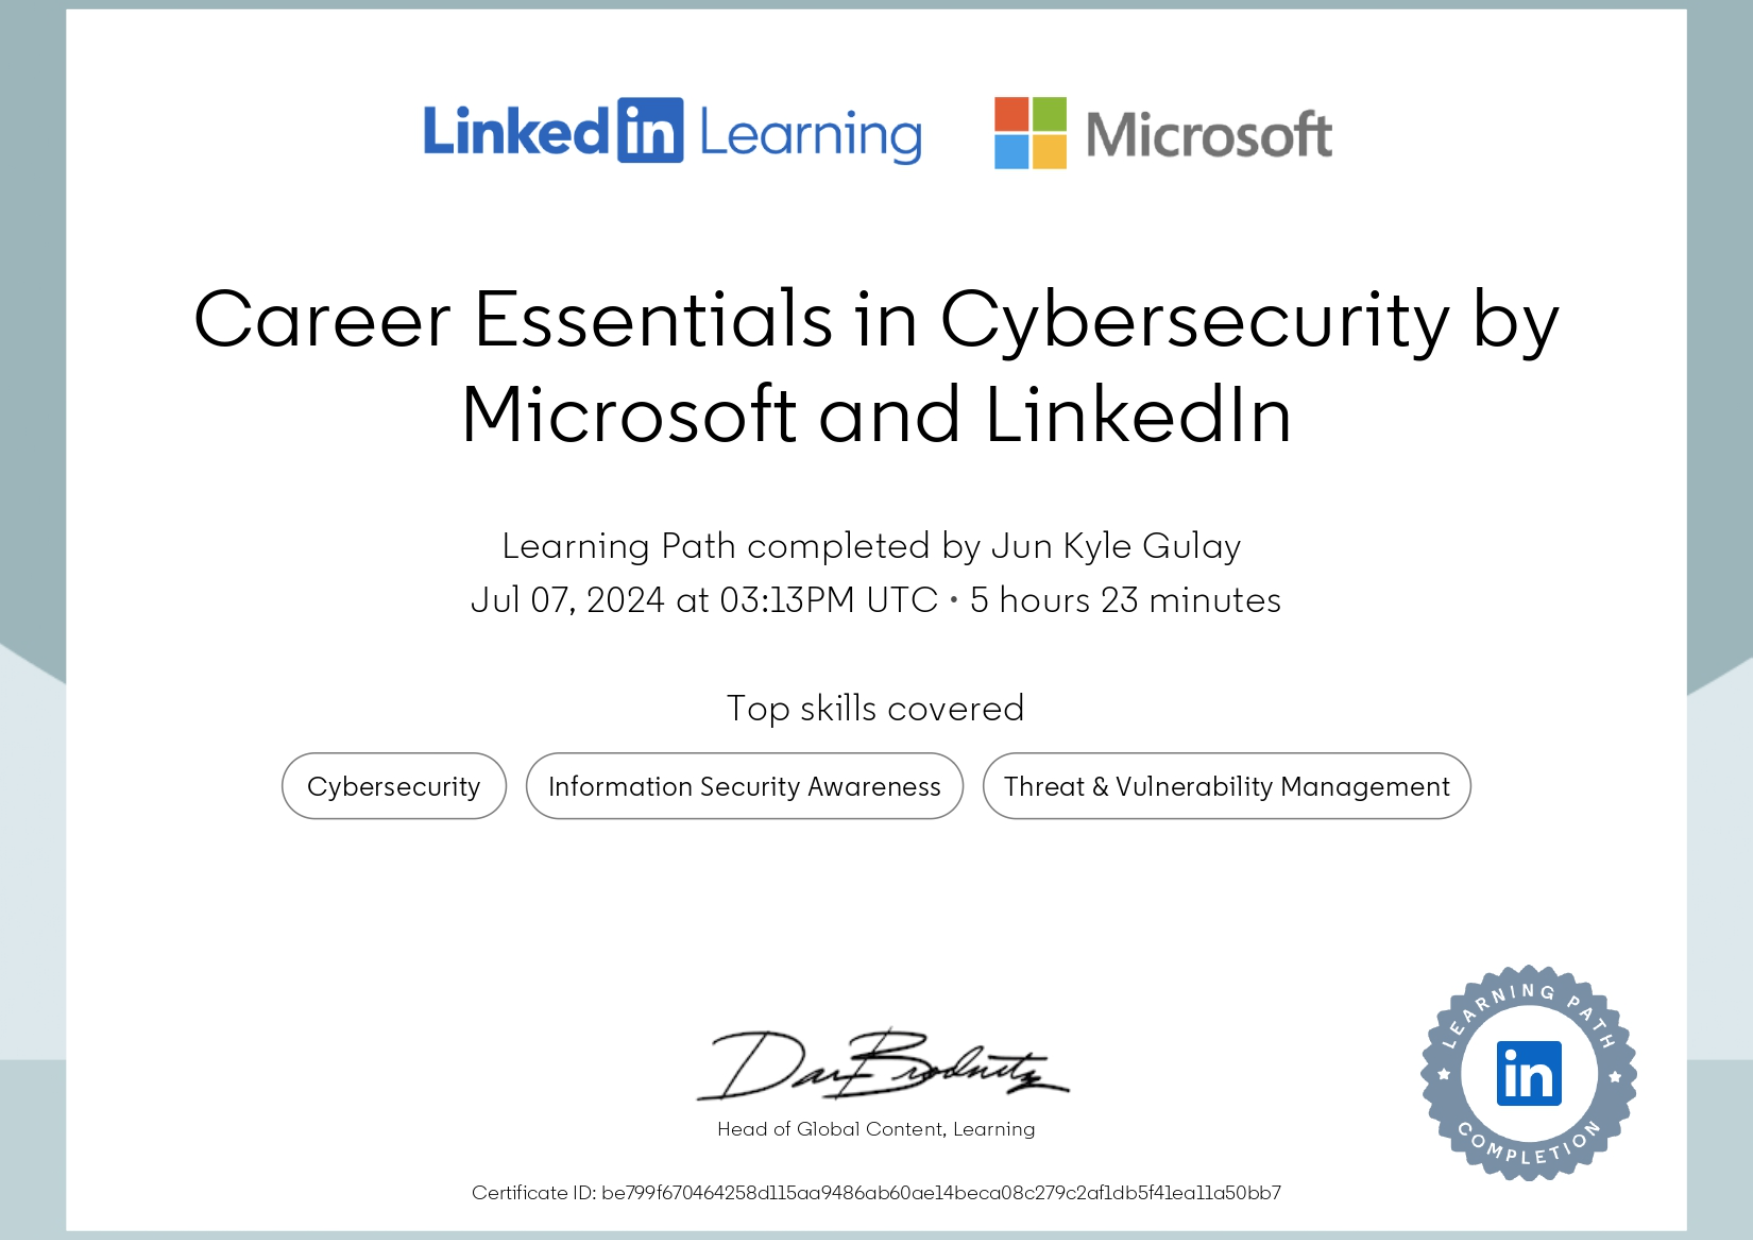 Linked in Learning Microsoft
Career Essentials in Cybersecurity by
Microsoft and LinkedIn
Learning Path completed by Jun Kyle Gulay
Jul 07, 2024 at 03:13PM UTC • 5 hours 23 minutes
Top skills covered
Cybersecurity Information Security Awareness Threat & Vulnerability Management
Dan Brodnitz
Head of Global Content, Learning
Certificate ID: be799f670464258d115aa9486ab60ae14beca08c279c2af1db5f41ea11a50bb7
LEARNING PATH
in
COMPLETION